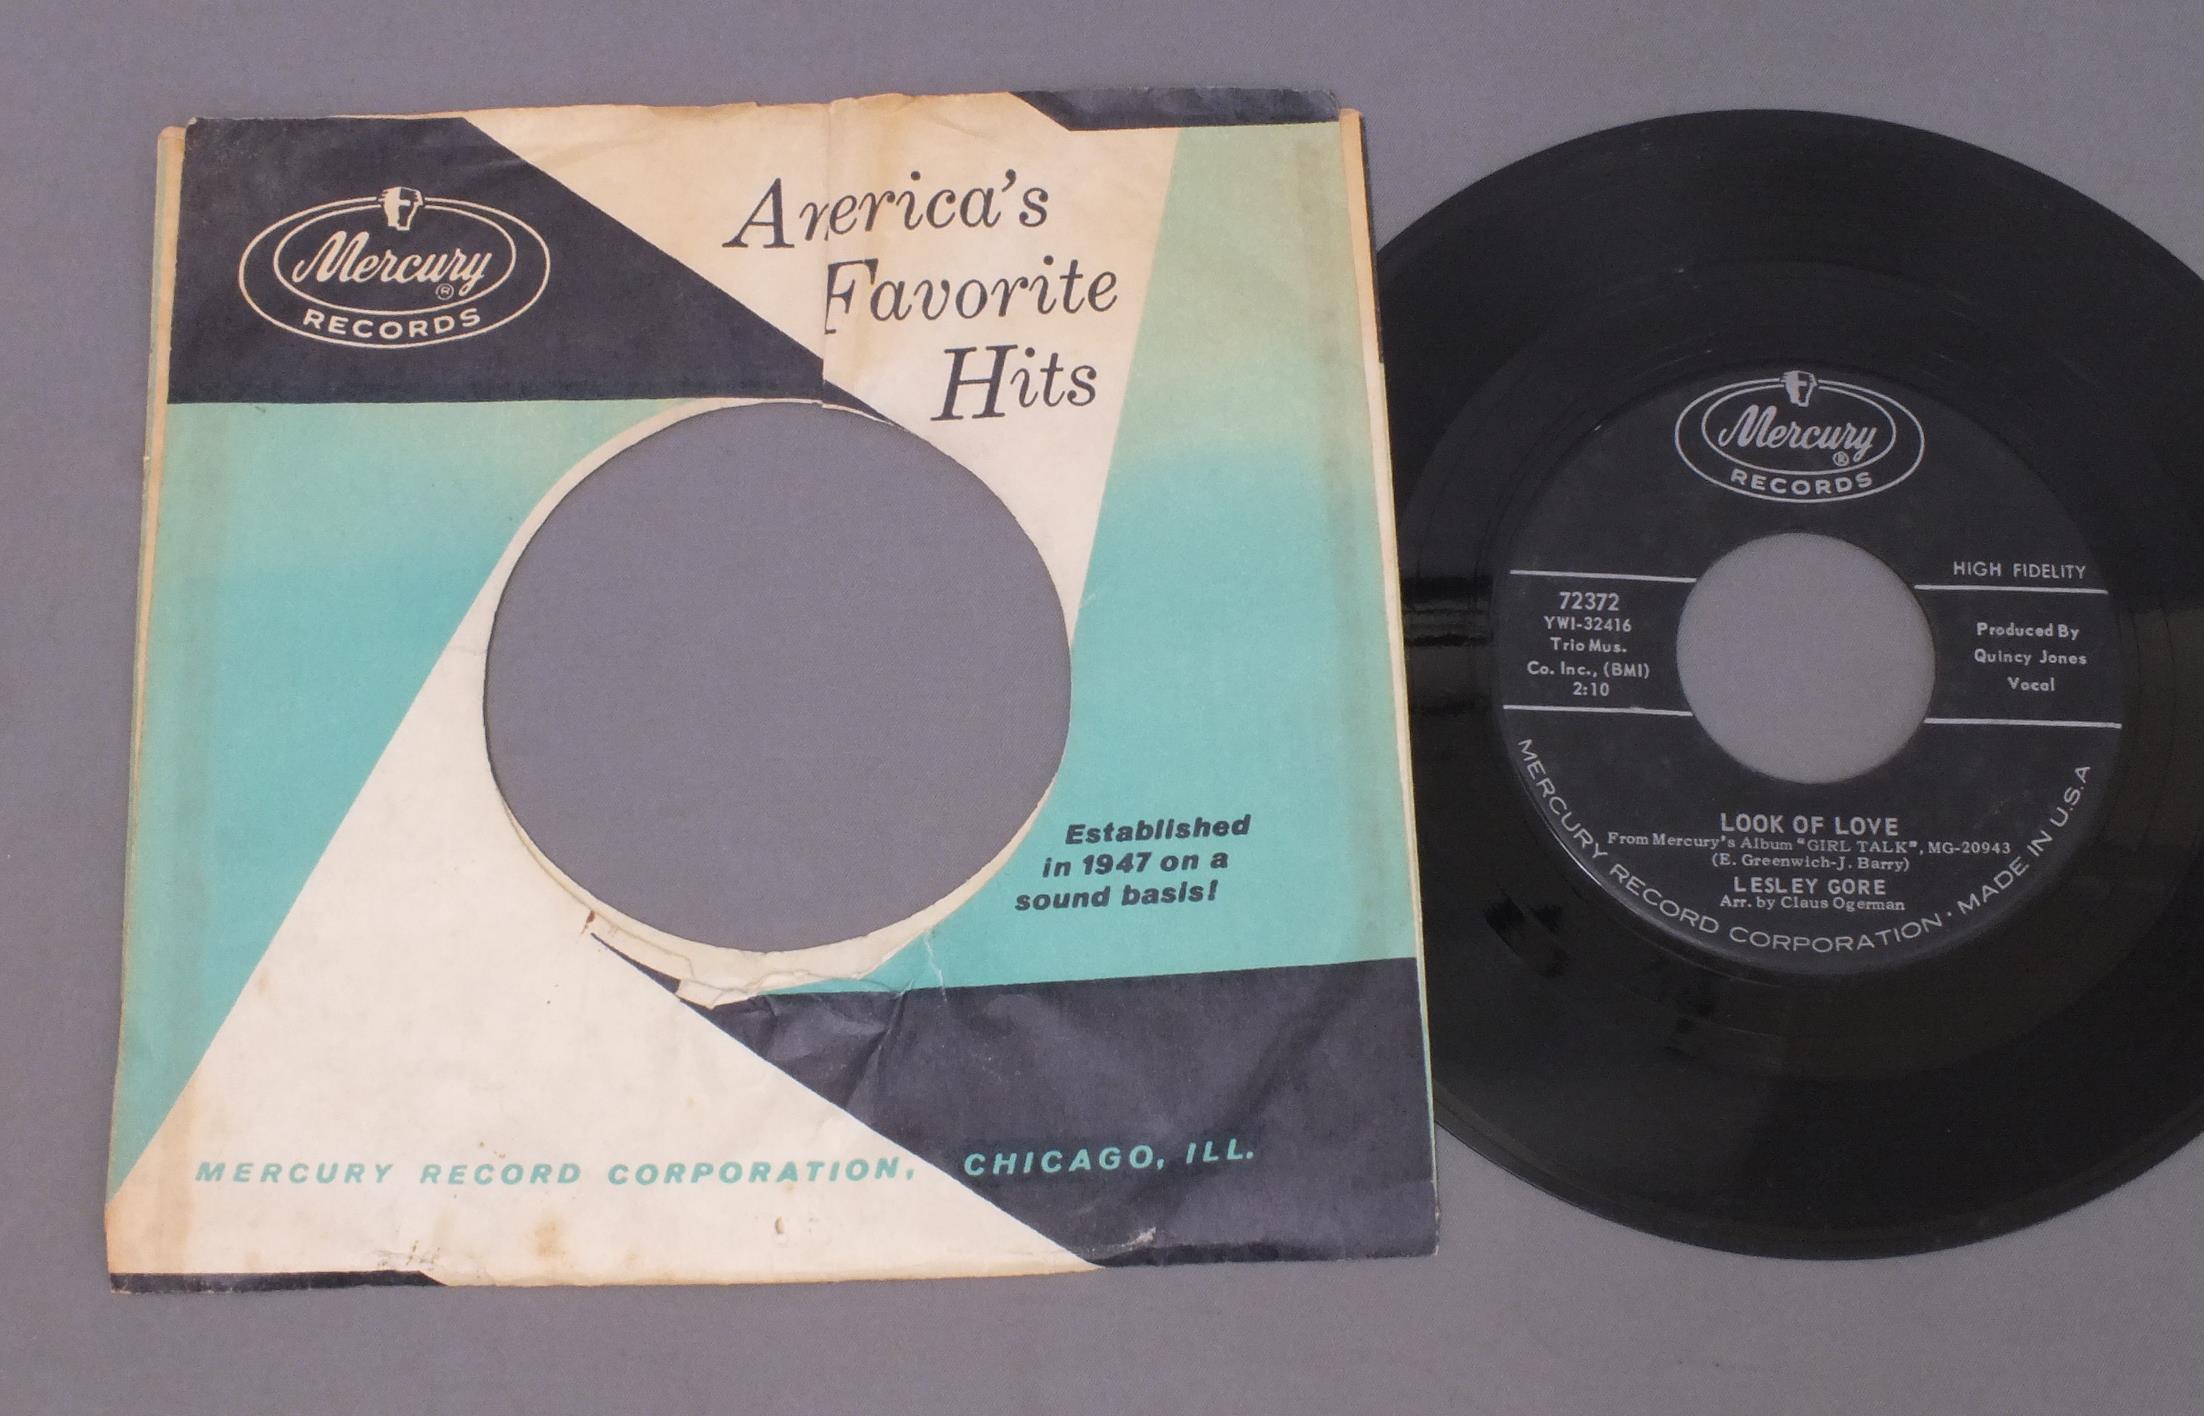 Mercury
®
RECORDS
America's
Favorite
Hits
Established
in 1947 on a
sound basis!
MERCURY RECORD CORPORATION, CHICAGO, ILL.
Mercury
®
RECORDS
HIGH FIDELITY
72372
YW1-32416
Trio Mus.
Co. Inc., (BMI)
2:10
Produced By
Quincy Jones
Vocal
LOOK OF LOVE
From Mercury's Album "GIRL TALK", MG-20943
(E. Greenwich-J. Barry)
LESLEY GORE
Arr. by Claus Ogerman
MERCURY RECORD CORPORATION • MADE IN U.S.A